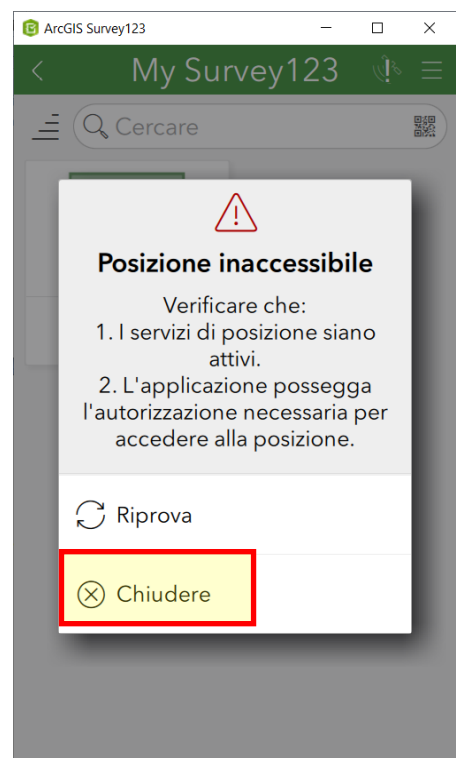 ArcGIS Survey123
My Survey123
Cercare
Posizione inaccessibile
Verificare che:
1. I servizi di posizione siano
attivi.
2. L'applicazione possegga
l'autorizzazione necessaria per
accedere alla posizione.
Riprova
Chiudere